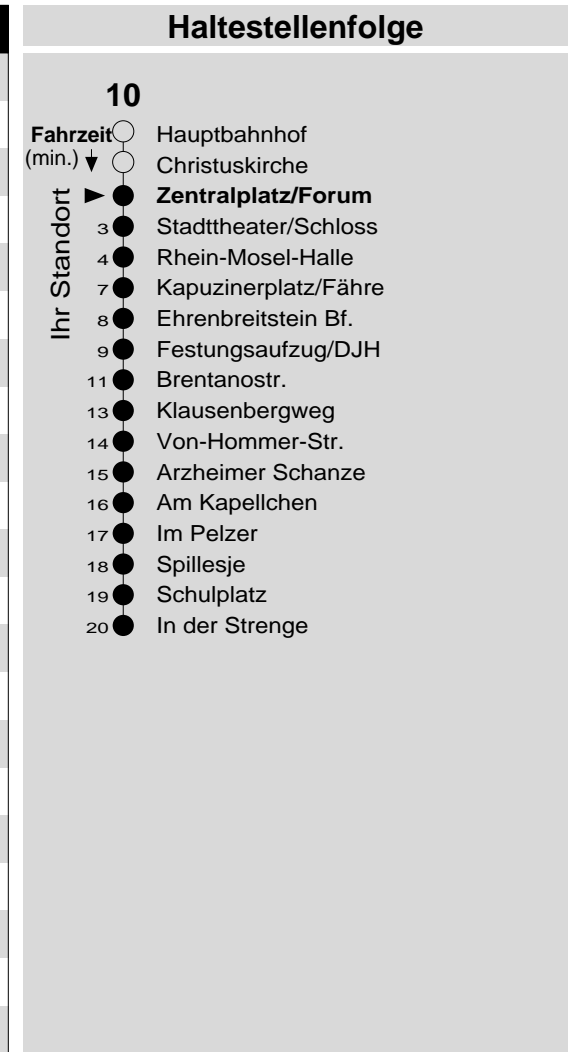 Haltestellenfolge
10
Fahrzeit Hauptbahnhof
(min.) Christuskirche
Ihr Standort
Zentralplatz/Forum
3 Stadttheater/Schloss
4 Rhein-Mosel-Halle
7 Kapuzinerplatz/Fähre
8 Ehrenbreitstein Bf.
9 Festungsaufzug/DJH
11 Brentanostr.
13 Klausenbergweg
14 Von-Hommer-Str.
15 Arzheimer Schanze
16 Am Kapellchen
17 Im Pelzer
18 Spillesje
19 Schulplatz
20 In der Strenge